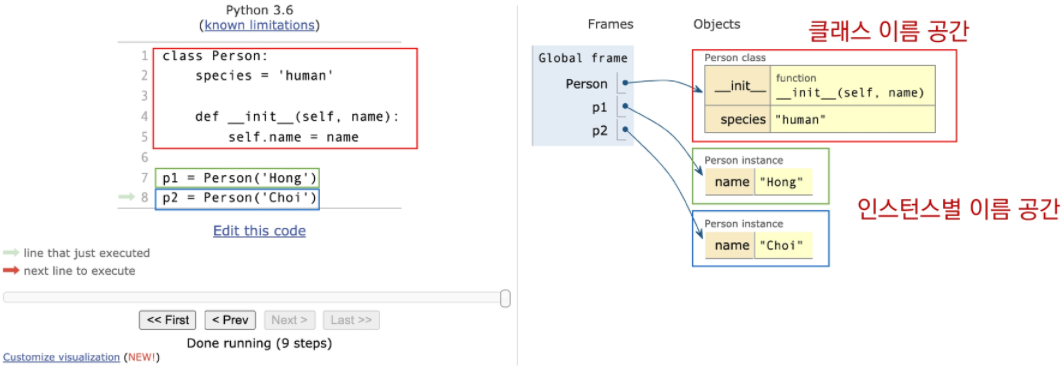 Python 3.6
(known limitations)
1 class Person:
2 species = 'human'
3
4 def __init__(self, name):
5 self.name = name
6
7 p1 = Person('Hong')
8 p2 = Person('Choi')
Edit this code
line that just executed
next line to execute
<< First < Prev Next > Last >>
Done running (9 steps)
Customize visualization (NEW!)
Frames Objects
클래스 이름 공간
Global frame
Person
p1
p2
Person class
__init__ function
__init__(self, name)
species "human"
Person instance
name "Hong"
인스턴스별 이름 공간
Person instance
name "Choi"